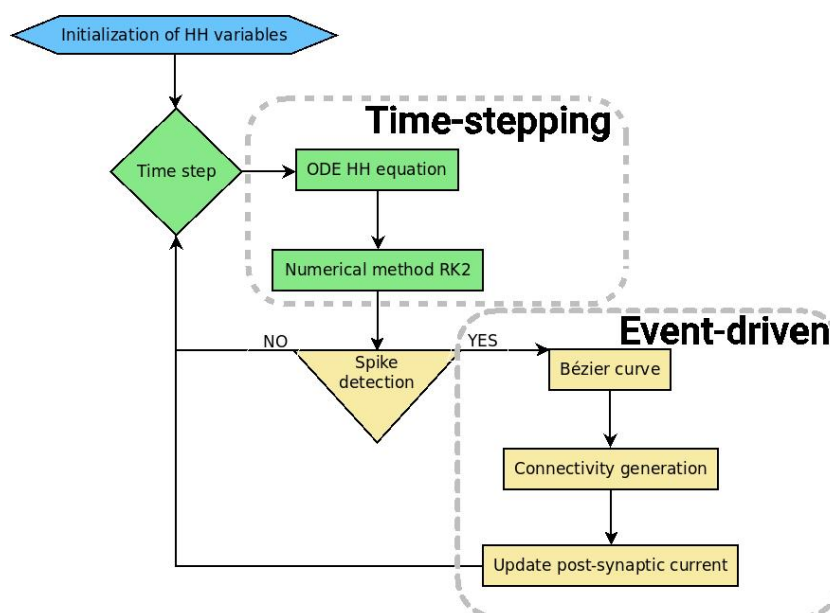 Initialization of HH variables
Time-stepping
Time step
ODE HH equation
Numerical method RK2
Event-driven
NO
YES
Spike
detection
Bézier curve
Connectivity generation
Update post-synaptic current